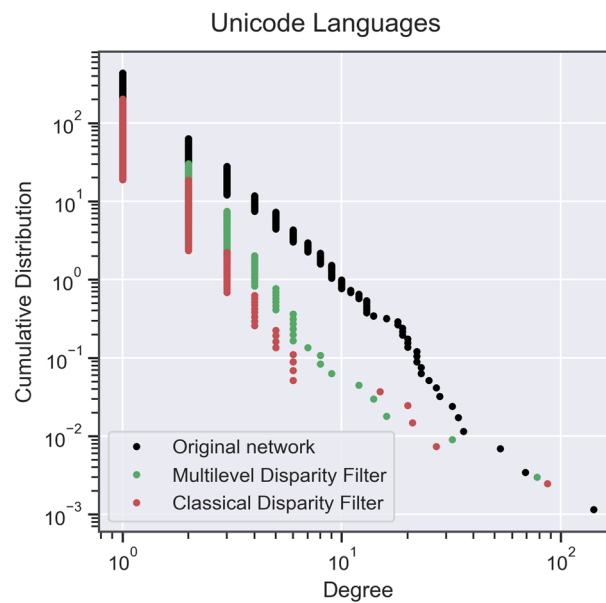 Unicode Languages
Cumulative Distribution
10^2
10^1
10^0
10^-1
10^-2
10^-3
Original network
Multilevel Disparity Filter
Classical Disparity Filter
10^0 10^1 10^2
Degree